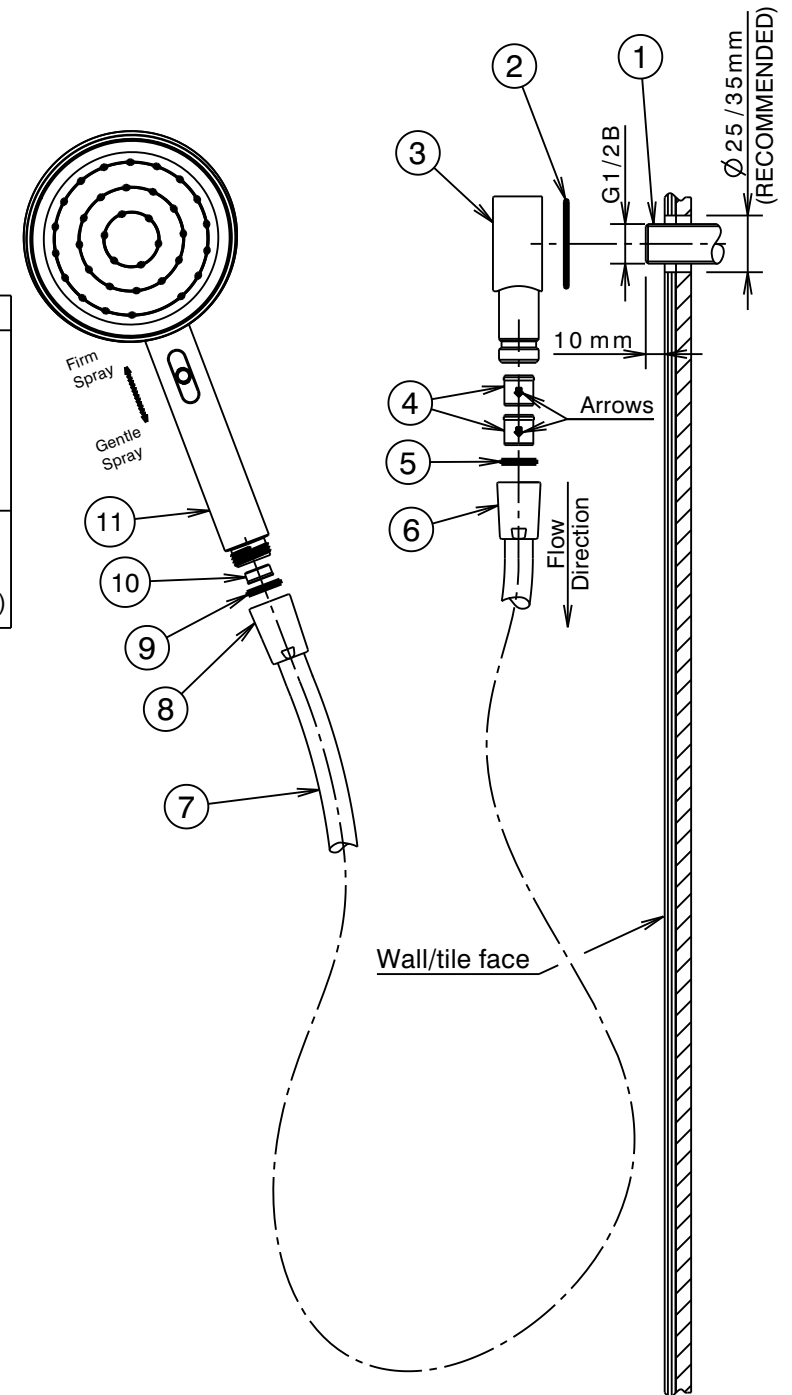 1
2
3
Ø 25/35mm
(RECOMMENDED)
G1/2B
10 mm
Firm
Spray
Gentle
Spray
4
Arrows
5
6
Flow
Direction
11
10
9
8
7
)
Wall/tile face